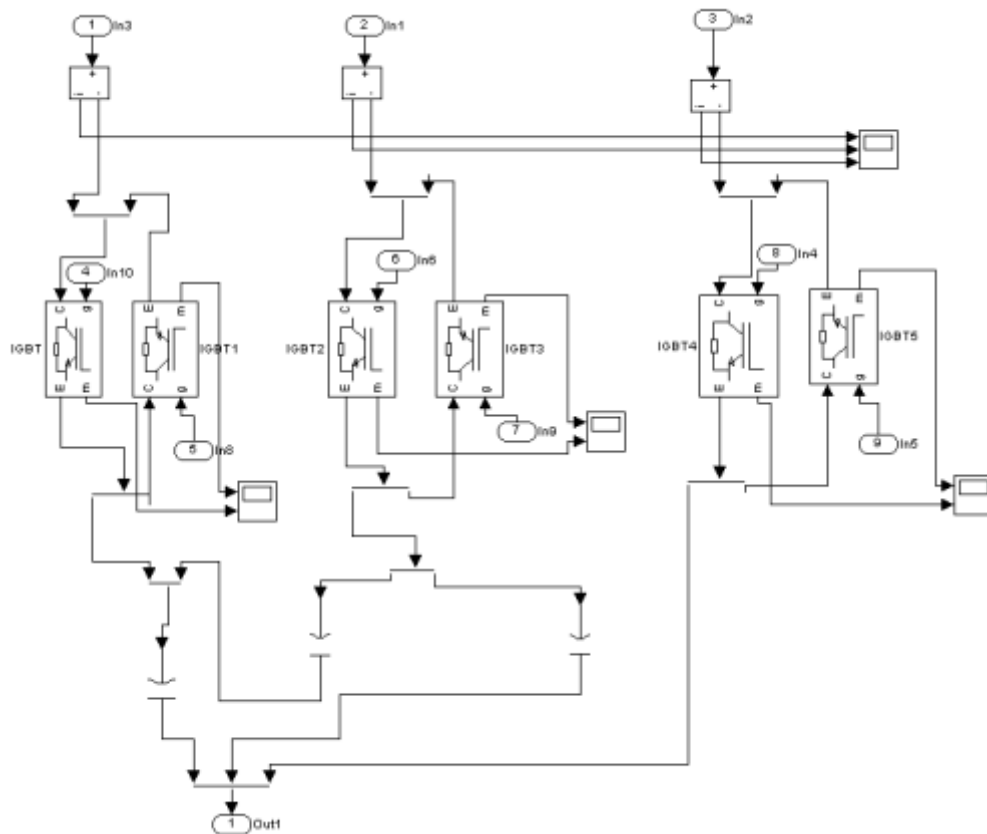 1 In3
2 In1
3 In2
+
+
+
4 In10
6 In6
8 In4
C g
E m
C g
E m
C g
E m
IGBT
IGBT1
IGBT2
IGBT3
IGBT4
IGBT5
E m
C g
E m
C g
E m
C g
5 In8
7 In9
9 In5
1 Out1